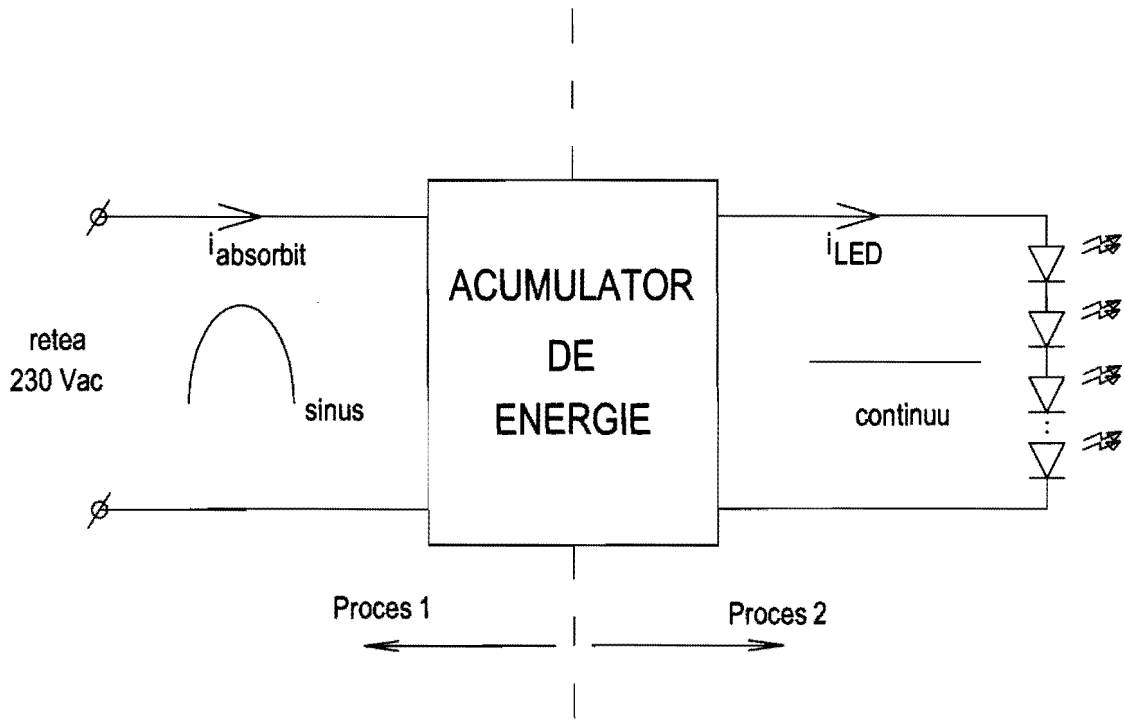 i absorbit
retea
230 Vac
sinus
ACUMULATOR
DE
ENERGIE
i LED
continuu
Proces 1
Proces 2